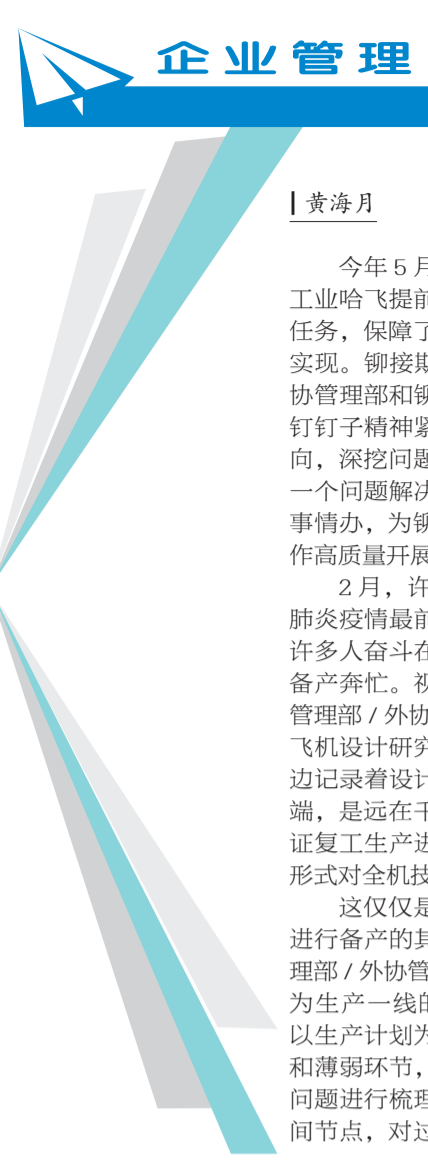 企业管理
黄海月
今年5月
工业哈飞提前
任务，保障了
实现。铆接
协管理部和
钉钉子精神紧
向，深挖问题
一个问题解决
事情办，为
作高质量开展
2月，许
肺炎疫情最前
许多人奋斗在
备产奔忙。视
管理部/外协
飞机设计研究
边记录着设计
端，是远在千
证复工生产进
形式对全机技
这仅仅是
进行备产的其
理部/外协管
为生产一线的
以生产计划为
和薄弱环节，
问题进行梳理
间节点，对过